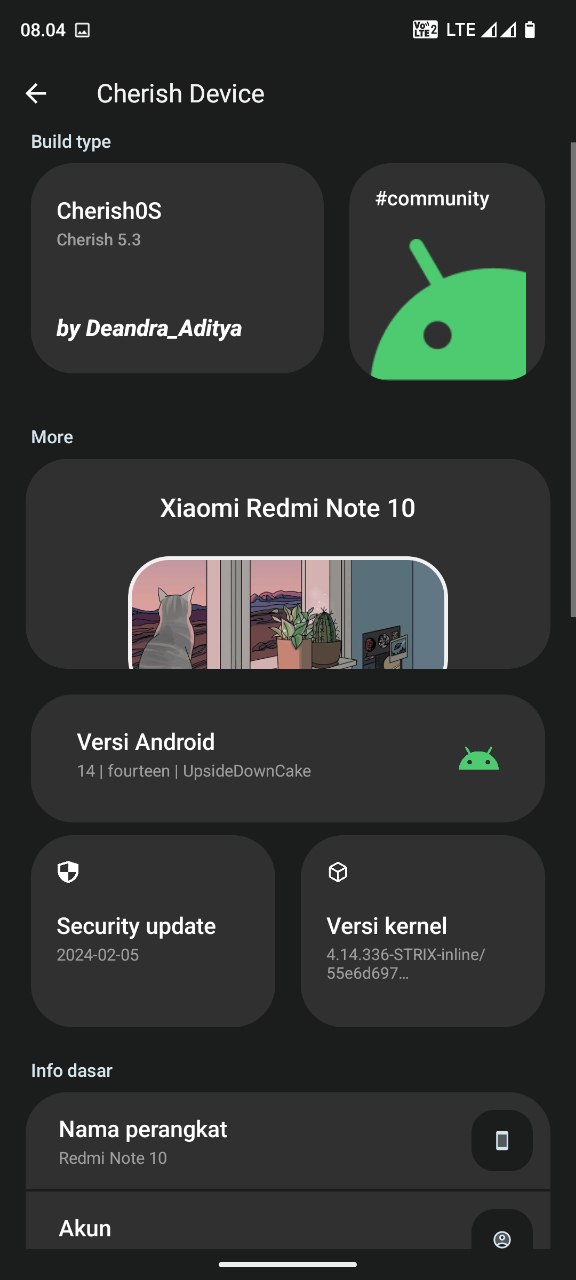 08.04
Vo)) LTE2 LTE
Cherish Device
Build type
Cherish0S
Cherish 5.3
by Deandra_Aditya
#community
More
Xiaomi Redmi Note 10
Versi Android
14 | fourteen | UpsideDownCake
Security update
2024-02-05
Versi kernel
4.14.336-STRIX-inline/
55e6d697…
Info dasar
Nama perangkat
Redmi Note 10
Akun